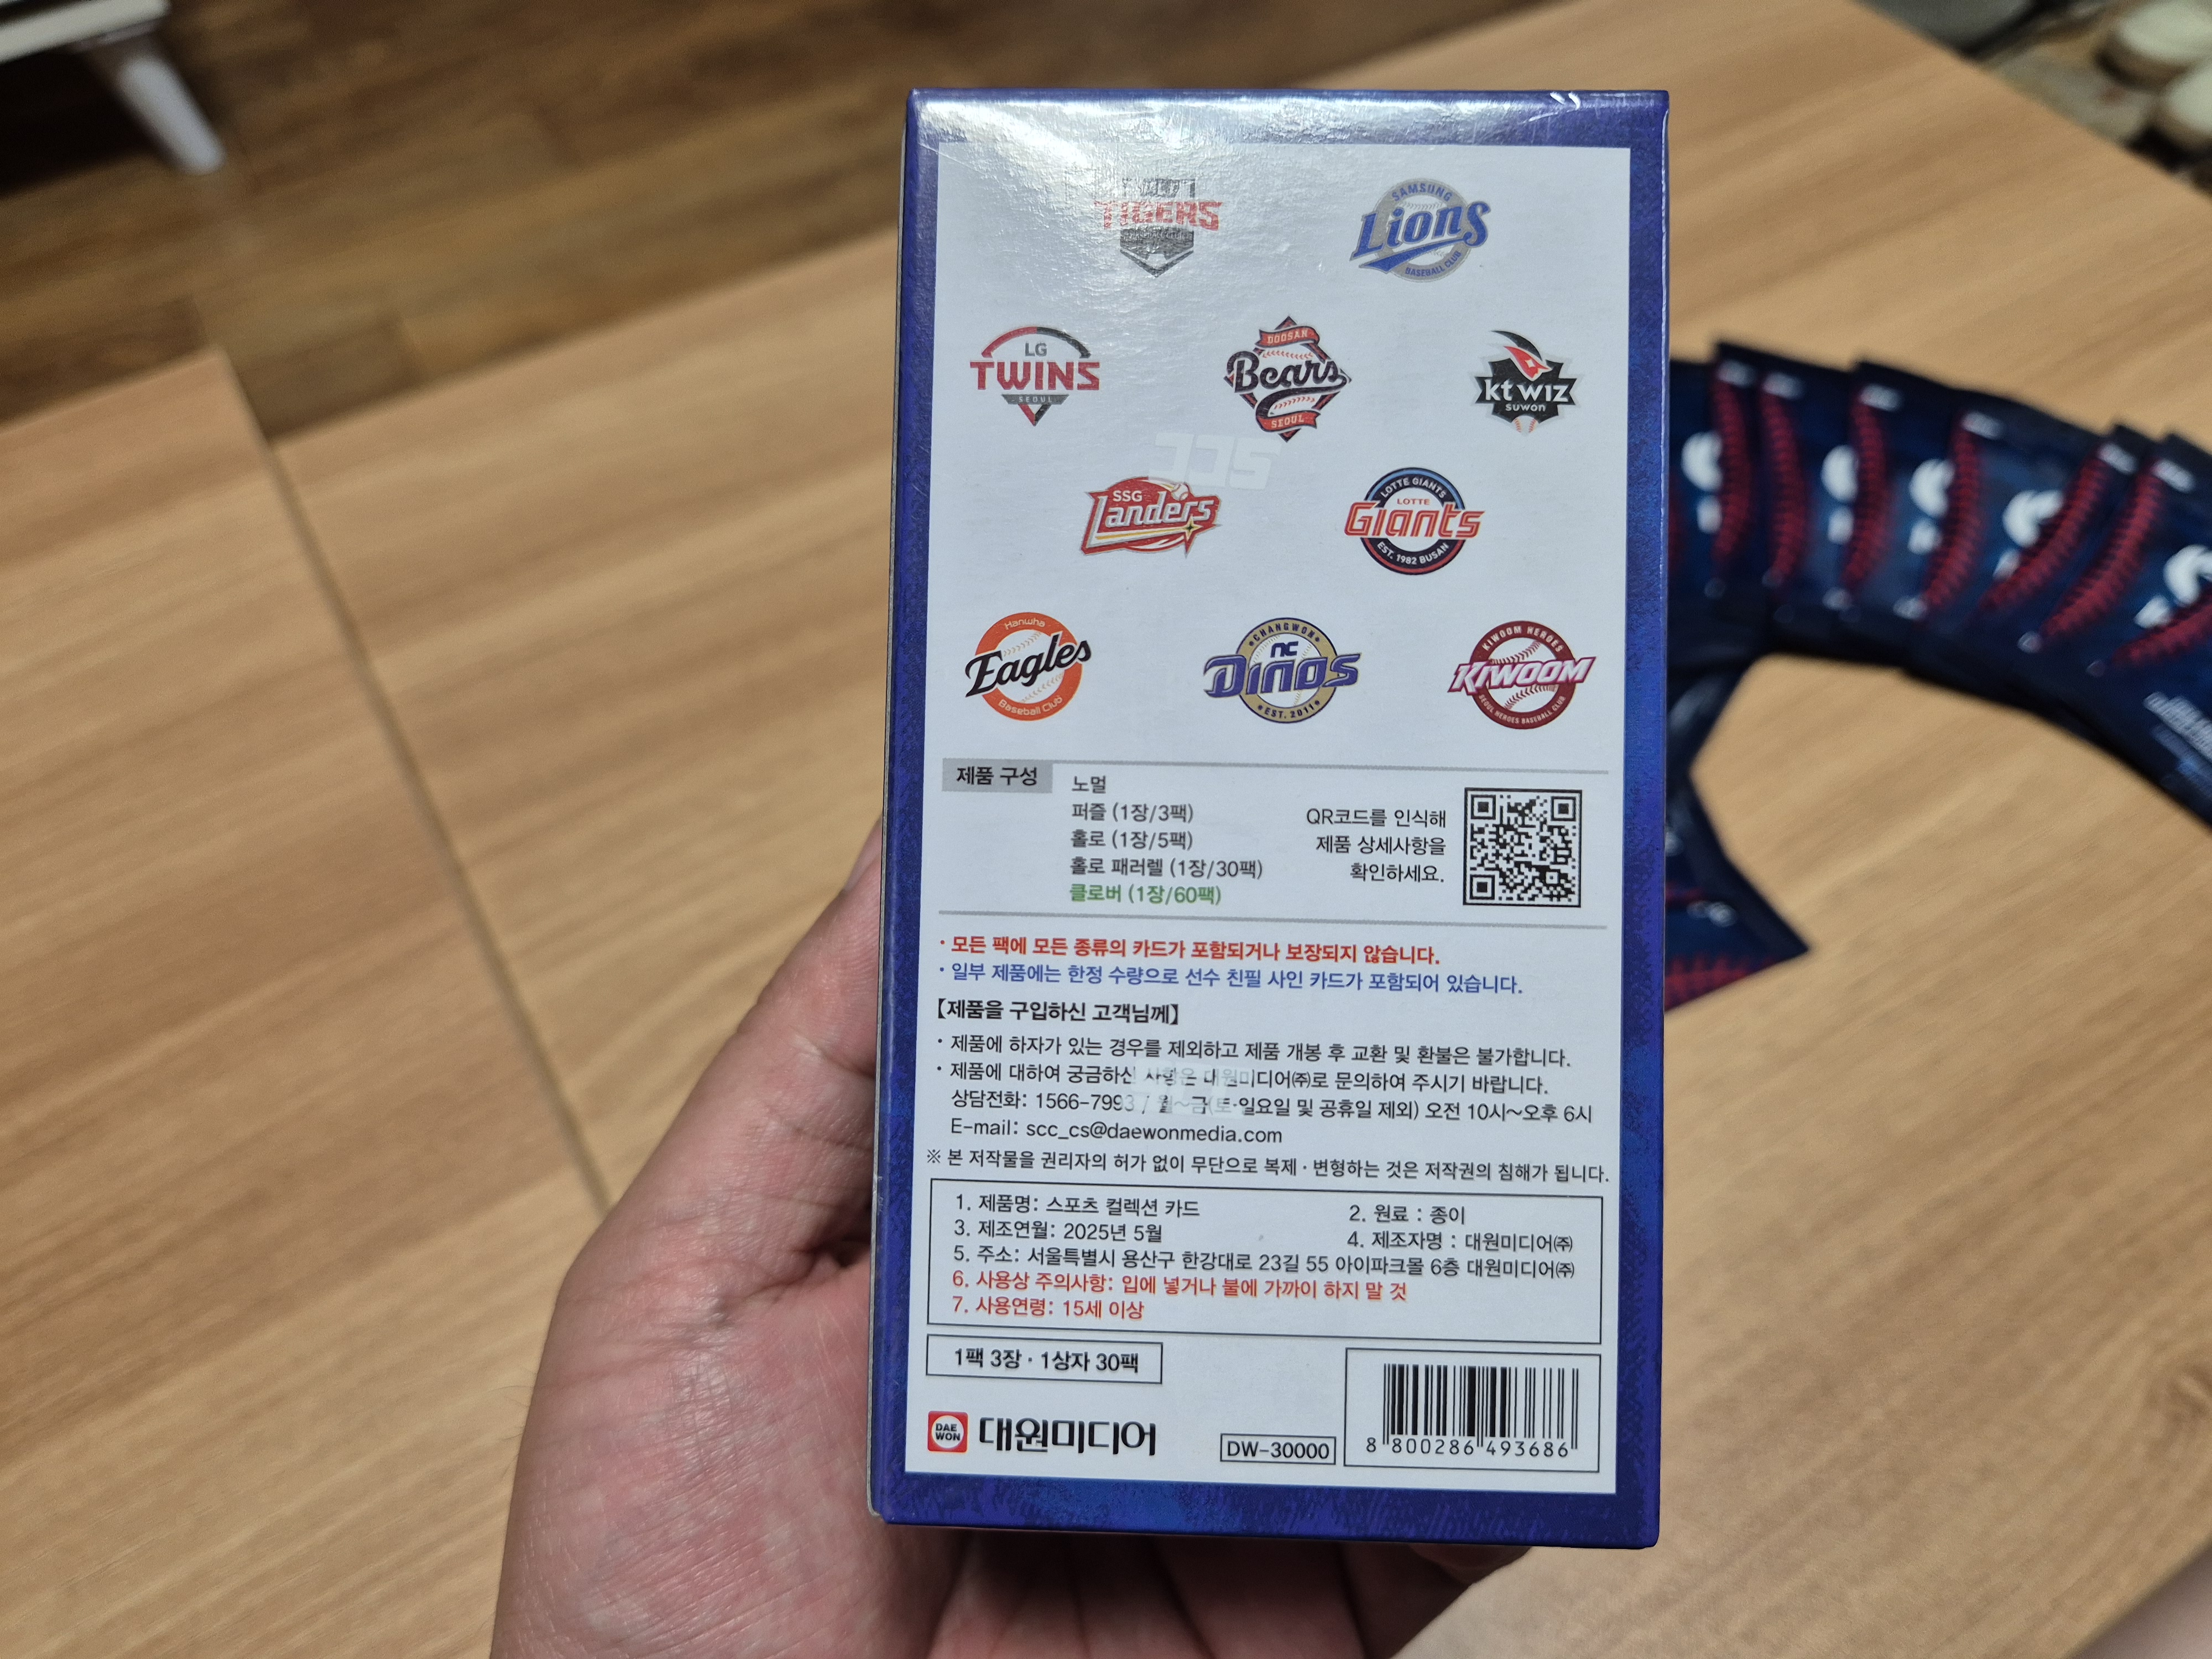 TIGERS
SAMSUNG
Lions
BASEBALL CLUB
LG
TWINS
SEOUL
DOOSAN
Bears
SEOUL
kt wiz
suwon
SSG
Landers
LOTTE GIANTS
LOTTE
Giants
EST. 1982 BUSAN
Hanwha
Eagles
Baseball Club
CHANGWON
NC
DINOS
EST. 2011
KIWOOM HEROES
KIWOOM
SEOUL HEROES BASEBALL CLUB
제품 구성
노멀
퍼즐 (1장/3팩)
홀로 (1장/5팩)
홀로 패러렐 (1장/30팩)
클로버 (1장/60팩)
QR코드를 인식해
제품 상세사항을
확인하세요.
· 모든 팩에 모든 종류의 카드가 포함되거나 보장되지 않습니다.
· 일부 제품에는 한정 수량으로 선수 친필 사인 카드가 포함되어 있습니다.
【제품을 구입하신 고객님께】
· 제품에 하자가 있는 경우를 제외하고 제품 개봉 후 교환 및 환불은 불가합니다.
· 제품에 대하여 궁금하신 사항은 대원미디어㈜로 문의하여 주시기 바랍니다.
상담전화: 1566-7993 / 월~금(토·일요일 및 공휴일 제외) 오전 10시~오후 6시
E-mail: scc_cs@daewonmedia.com
※ 본 저작물을 권리자의 허가 없이 무단으로 복제·변형하는 것은 저작권의 침해가 됩니다.
1. 제품명: 스포츠 컬렉션 카드
2. 원료 : 종이
3. 제조연월: 2025년 5월
4. 제조자명 : 대원미디어㈜
5. 주소: 서울특별시 용산구 한강대로 23길 55 아이파크몰 6층 대원미디어㈜
6. 사용상 주의사항: 입에 넣거나 불에 가까이 하지 말 것
7. 사용연령: 15세 이상
1팩 3장 · 1상자 30팩
DAE
WON
대원미디어
DW-30000
8 800286 493686